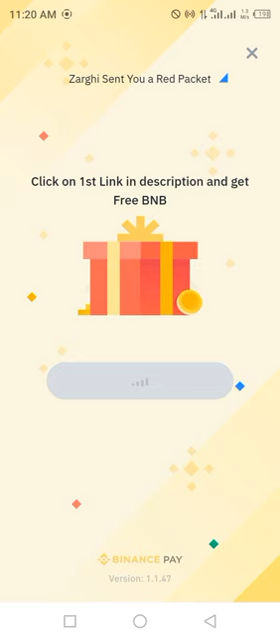 11:20 AM
Zarghi Sent You a Red Packet
Click on 1st Link in description and get
Free BNB
BINANCE PAY
Version: 1.1.47